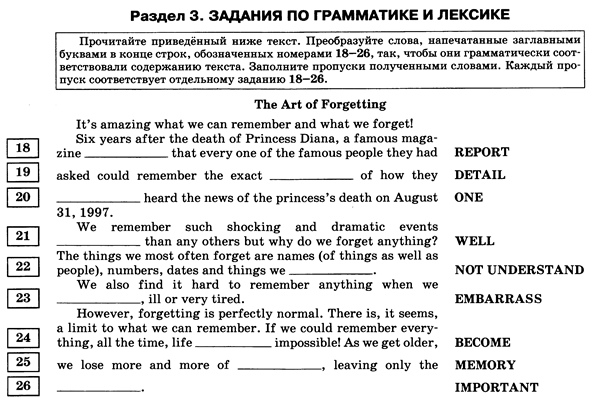 Раздел 3. ЗАДАНИЯ ПО ГРАММАТИКЕ И ЛЕКСИКЕ
Прочитайте приведённый ниже текст. Преобразуйте слова, напечатанные заглавными
буквами в конце строк, обозначенных номерами 18–26, так, чтобы они грамматически соот-
ветствовали содержанию текста. Заполните пропуски полученными словами. Каждый про-
пуск соответствует отдельному заданию 18–26.
The Art of Forgetting
It's amazing what we can remember and what we forget!
Six years after the death of Princess Diana, a famous maga-
18 zine ____________ that every one of the famous people they had REPORT
19 asked could remember the exact ____________ of how they DETAIL
20 ____________ heard the news of the princess's death on August ONE
31, 1997.
We remember such shocking and dramatic events
21 ____________ than any others but why do we forget anything? WELL
The things we most often forget are names (of things as well as
22 people), numbers, dates and things we ____________. NOT UNDERSTAND
We also find it hard to remember anything when we
23 ____________, ill or very tired. EMBARRASS
However, forgetting is perfectly normal. There is, it seems,
a limit to what we can remember. If we could remember every-
24 thing, all the time, life ____________ impossible! As we get older, BECOME
25 we lose more and more of ____________, leaving only the MEMORY
26 ____________. IMPORTANT